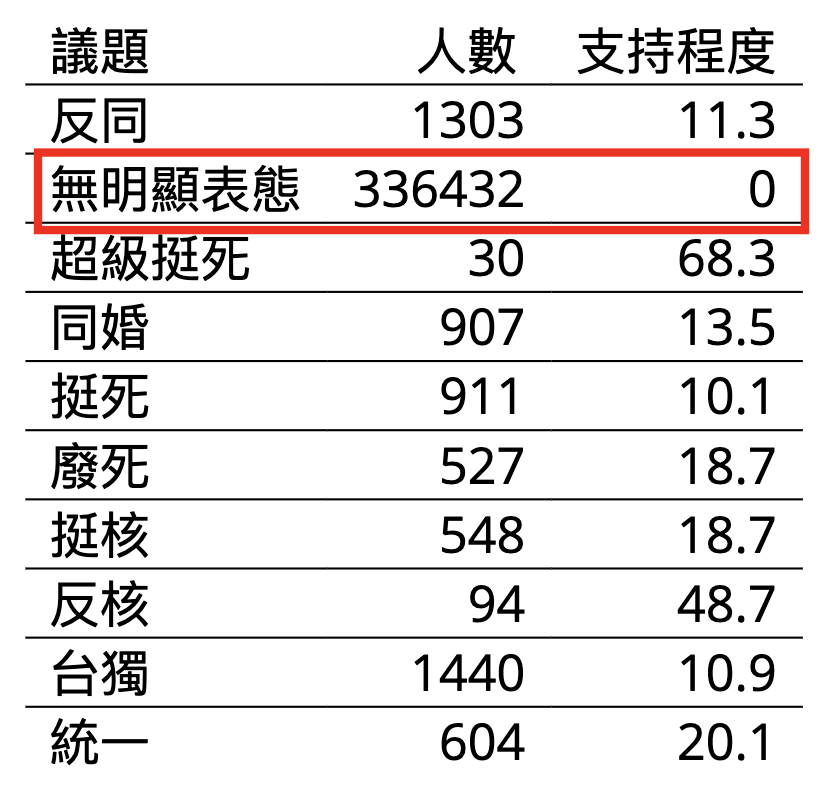 議題 人數 支持程度
反同 1303 11.3
無明顯表態 336432 0
超級挺死 30 68.3
同婚 907 13.5
挺死 911 10.1
廢死 527 18.7
挺核 548 18.7
反核 94 48.7
台獨 1440 10.9
統一 604 20.1